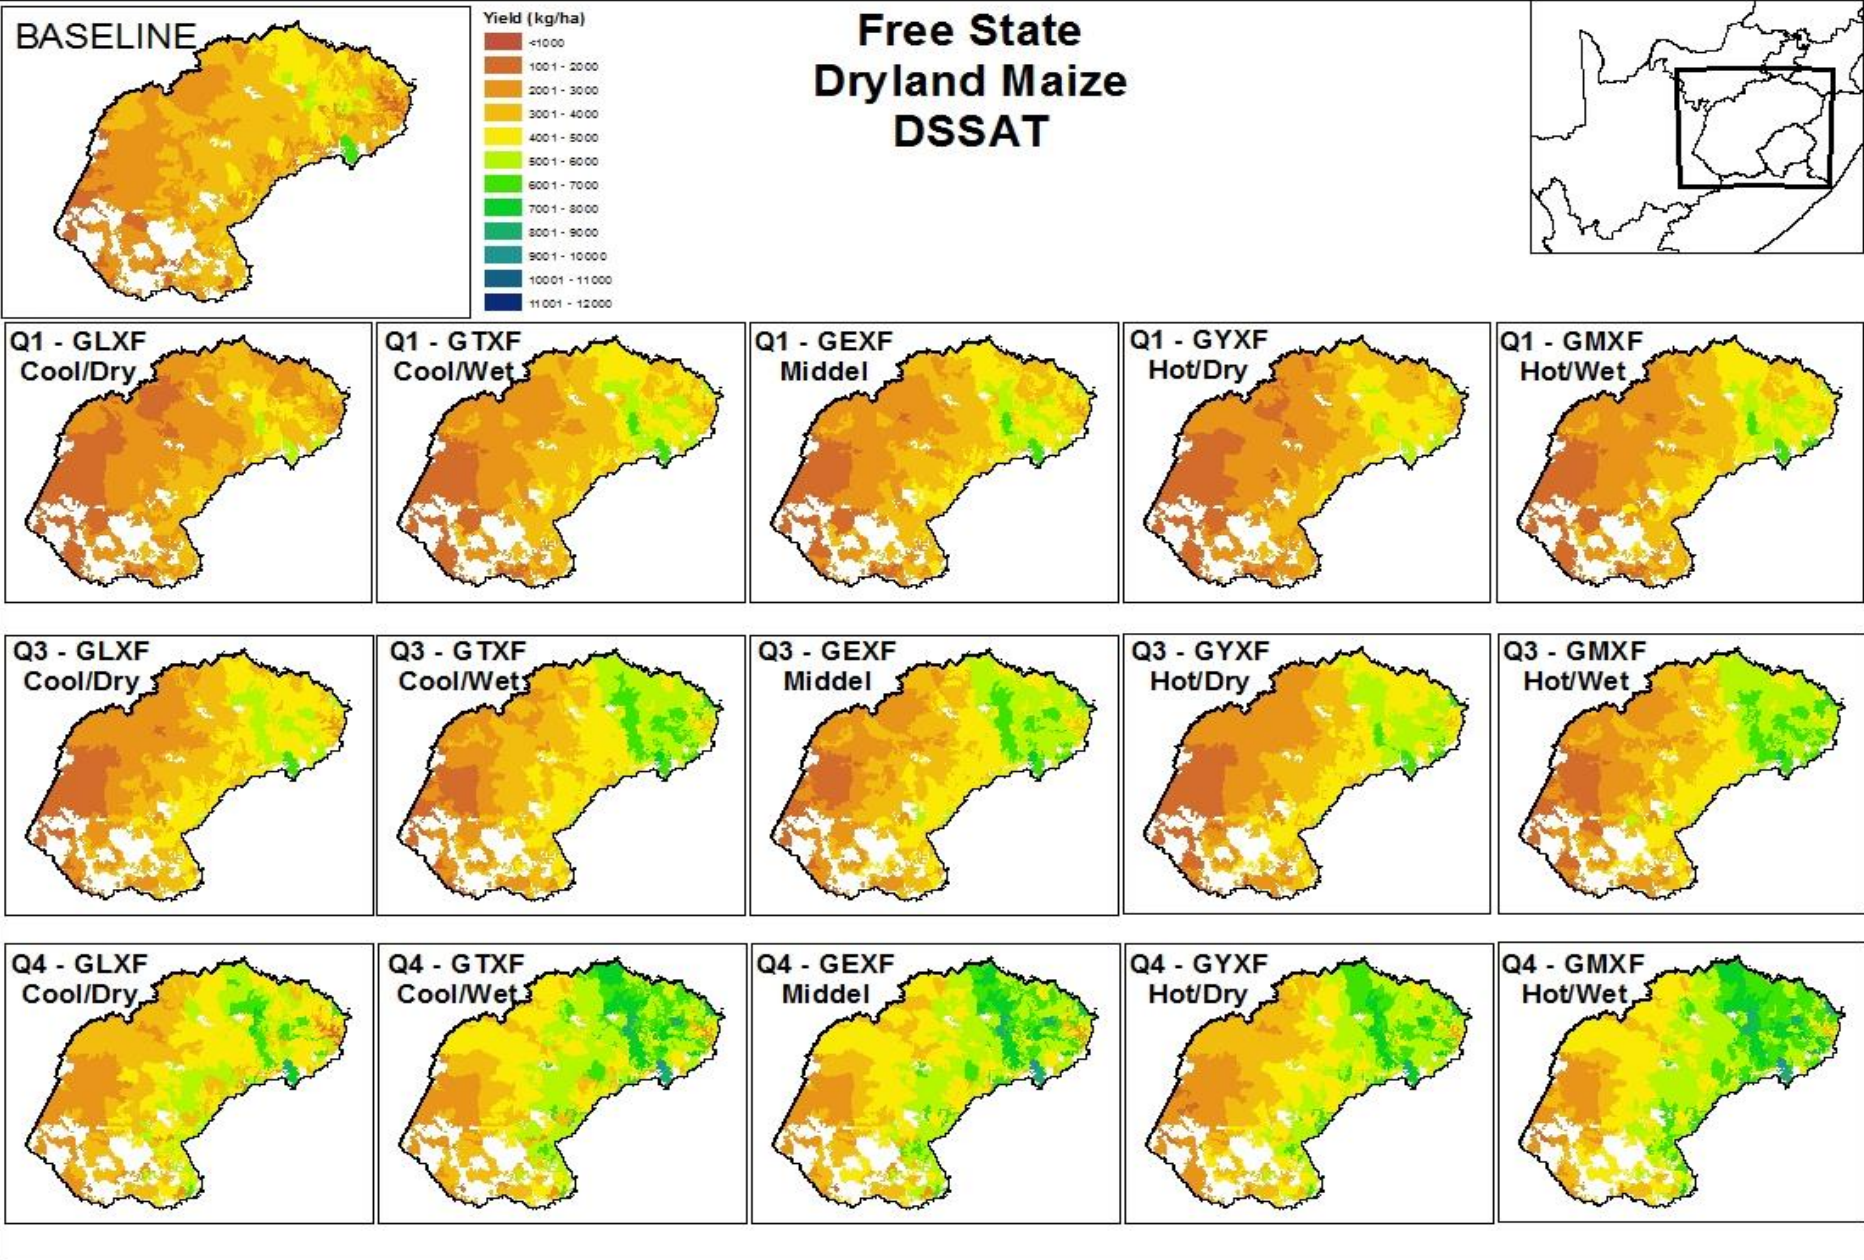 BASELINE
Yield (kg/ha)
<1000
1001 - 2000
2001 - 3000
3001 - 4000
4001 - 5000
5001 - 6000
6001 - 7000
7001 - 8000
8001 - 9000
9001 - 10000
10001 - 11000
11001 - 12000
Free State
Dryland Maize
DSSAT
Q1 - GLXF
Cool/Dry
Q1 - GTXF
Cool/Wet
Q1 - GEXF
Middel
Q1 - GYXF
Hot/Dry
Q1 - GMXF
Hot/Wet
Q3 - GLXF
Cool/Dry
Q3 - GTXF
Cool/Wet
Q3 - GEXF
Middel
Q3 - GYXF
Hot/Dry
Q3 - GMXF
Hot/Wet
Q4 - GLXF
Cool/Dry
Q4 - GTXF
Cool/Wet
Q4 - GEXF
Middel
Q4 - GYXF
Hot/Dry
Q4 - GMXF
Hot/Wet